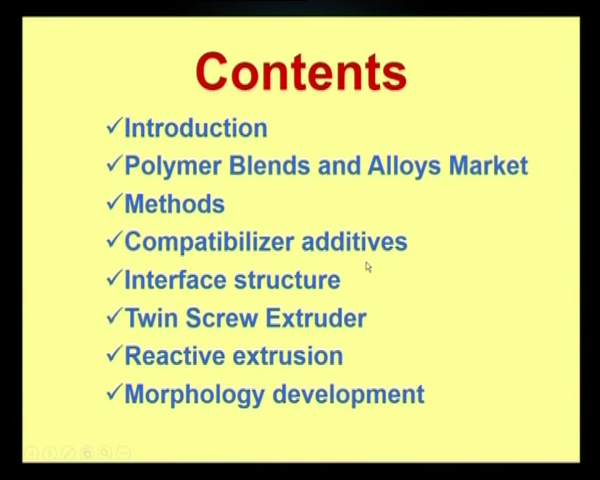 Contents
✓Introduction
✓Polymer Blends and Alloys Market
✓Methods
✓Compatibilizer additives
✓Interface structure
✓Twin Screw Extruder
✓Reactive extrusion
✓Morphology development